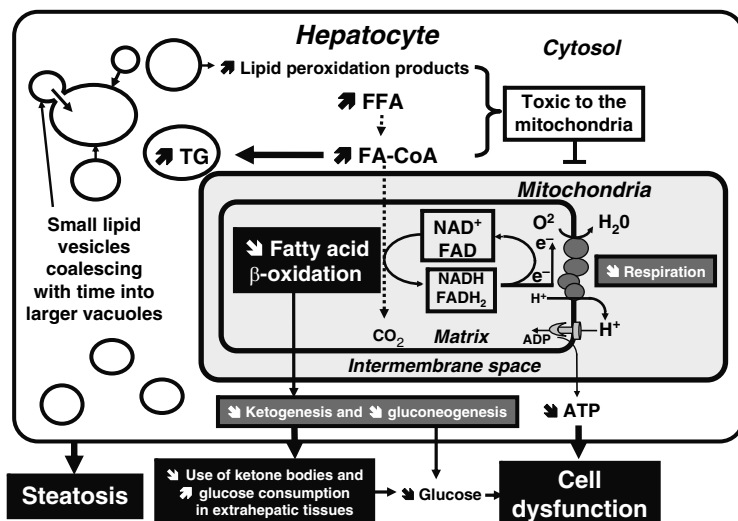 Hepatocyte
Cytosol
Lipid peroxidation products
FFA
Toxic to the
mitochondria
TG
FA-CoA
Mitochondria
Small lipid
vesicles
coalescing
with time into
larger vacuoles
Fatty acid
β-oxidation
NAD⁺
FAD
NADH
FADH₂
O²
H₂0
e⁻
e⁻
Respiration
H⁺
H⁺
ADP
CO₂
Matrix
Intermembrane space
Ketogenesis and gluconeogenesis
ATP
Steatosis
Use of ketone bodies and
glucose consumption
in extrahepatic tissues
Glucose
Cell
dysfunction